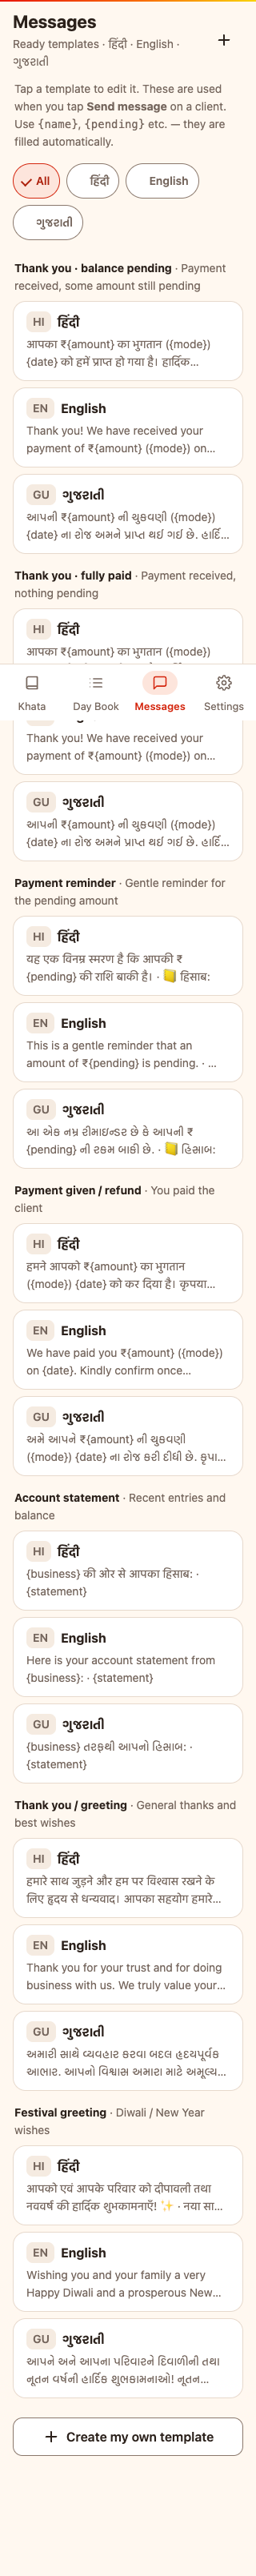 Messages
Ready templates · हिंदी · English ·
ગુજરાતી
Tap a template to edit it. These are used
when you tap Send message on a client.
Use {name}, {pending} etc. — they are
filled automatically.
All
हिंदी
English
ગુજરાતી
Thank you · balance pending · Payment
received, some amount still pending
HI हिंदी
आपका ₹{amount} का भुगतान ({mode})
{date} को हमें प्राप्त हो गया है। हार्दिक…
EN English
Thank you! We have received your
payment of ₹{amount} ({mode}) on…
GU ગુજરાતી
આપની ₹{amount} ની ચુકવણી ({mode})
{date} ના રોજ અમને પ્રાપ્ત થઈ ગઈ છે. હાર્દિ…
Thank you · fully paid · Payment received,
nothing pending
HI हिंदी
आपका ₹{amount} का भुगतान ({mode})
Khata
Day Book
Messages
Settings
Thank you! We have received your
payment of ₹{amount} ({mode}) on…
GU ગુજરાતી
આપની ₹{amount} ની ચુકવણી ({mode})
{date} ના રોજ અમને પ્રાપ્ત થઈ ગઈ છે. હાર્દિ…
Payment reminder · Gentle reminder for
the pending amount
HI हिंदी
यह एक विनम्र स्मरण है कि आपकी ₹
{pending} की राशि बाकी है। · 📒 हिसाब:
EN English
This is a gentle reminder that an
amount of ₹{pending} is pending. · …
GU ગુજરાતી
આ એક નમ્ર રીમાઇન્ડર છે કે આપની ₹
{pending} ની રકમ બાકી છે. · 📒 હિસાબ:
Payment given / refund · You paid the
client
HI हिंदी
हमने आपको ₹{amount} का भुगतान
({mode}) {date} को कर दिया है। कृपया…
EN English
We have paid you ₹{amount} ({mode})
on {date}. Kindly confirm once…
GU ગુજરાતી
અમે આપને ₹{amount} ની ચુકવણી
({mode}) {date} ના રોજ કરી દીધી છે. કૃપા…
Account statement · Recent entries and
balance
HI हिंदी
{business} की ओर से आपका हिसाब: ·
{statement}
EN English
Here is your account statement from
{business}: · {statement}
GU ગુજરાતી
{business} તરફથી આપનો હિસાબ: ·
{statement}
Thank you / greeting · General thanks and
best wishes
HI हिंदी
हमारे साथ जुड़ने और हम पर विश्वास रखने के
लिए हृदय से धन्यवाद। आपका सहयोग हमारे…
EN English
Thank you for your trust and for doing
business with us. We truly value your…
GU ગુજરાતી
અમારી સાથે વ્યવહાર કરવા બદલ હૃદયપૂર્વક
આભાર. આપનો વિશ્વાસ અમારા માટે અમૂલ્ય…
Festival greeting · Diwali / New Year
wishes
HI हिंदी
आपको एवं आपके परिवार को दीपावली तथा
नववर्ष की हार्दिक शुभकामनाएँ! ✨ · नया सा…
EN English
Wishing you and your family a very
Happy Diwali and a prosperous New…
GU ગુજરાતી
આપને અને આપના પરિવારને દિવાળીની તથા
નૂતન વર્ષની હાર્દિક શુભકામનાઓ! નૂતન…
Create my own template